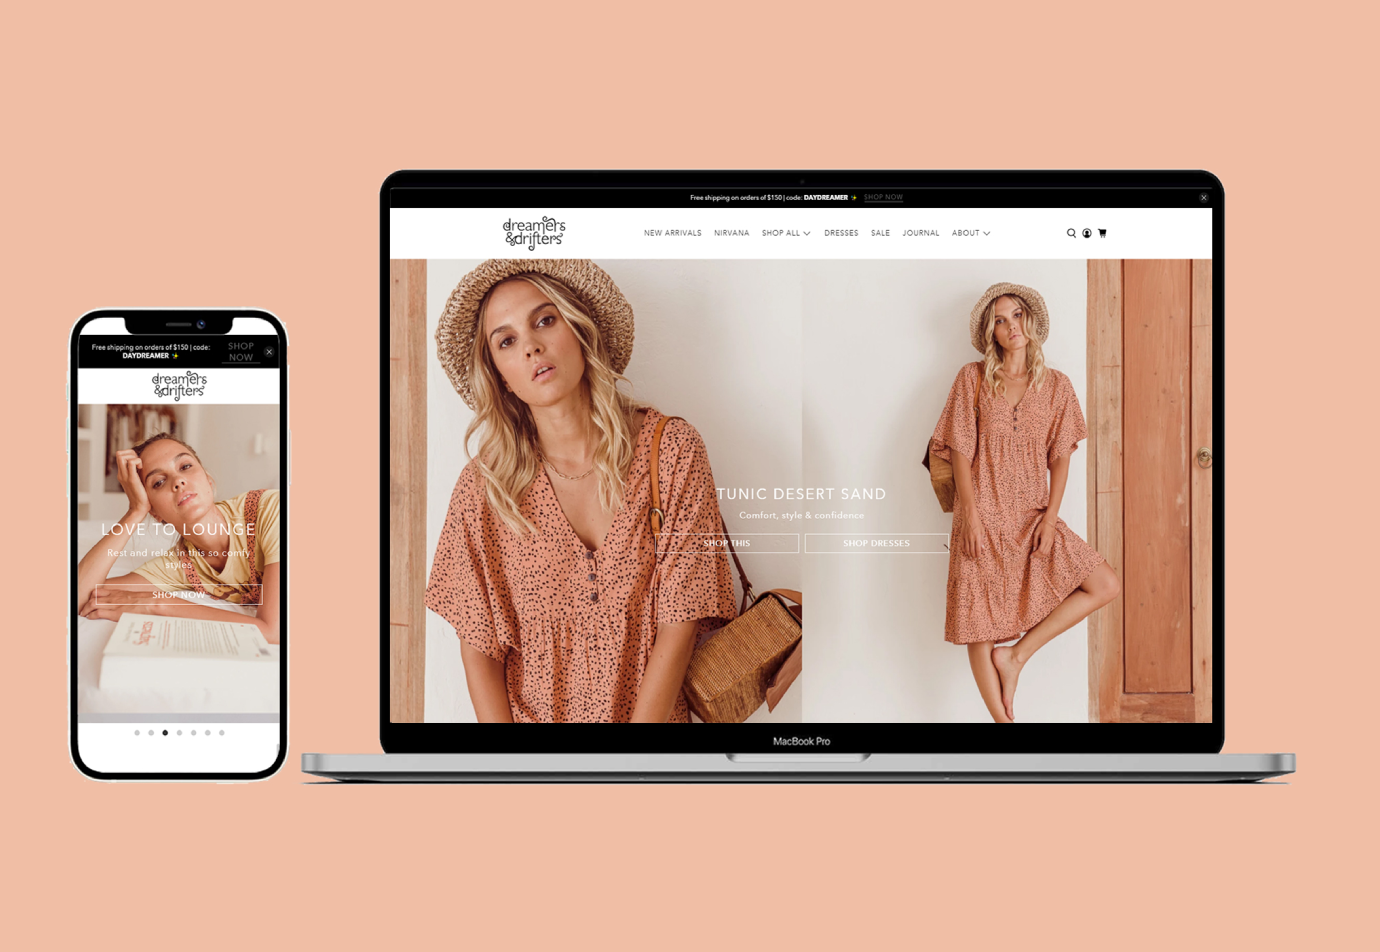 Free shipping on orders of $150 | code: DAYDREAMER ✨ SHOP NOW
dreamers
&drifters
NEW ARRIVALS NIRVANA SHOP ALL DRESSES SALE JOURNAL ABOUT
TUNIC DESERT SAND
Comfort, style & confidence
SHOP THIS SHOP DRESSES
MacBook Pro
Free shipping on orders of $150 | code:
DAYDREAMER ✨
SHOP
NOW
dreamers
&drifters
LOVE TO LOUNGE
Rest and relax in this so comfy
styles
SHOP NOW